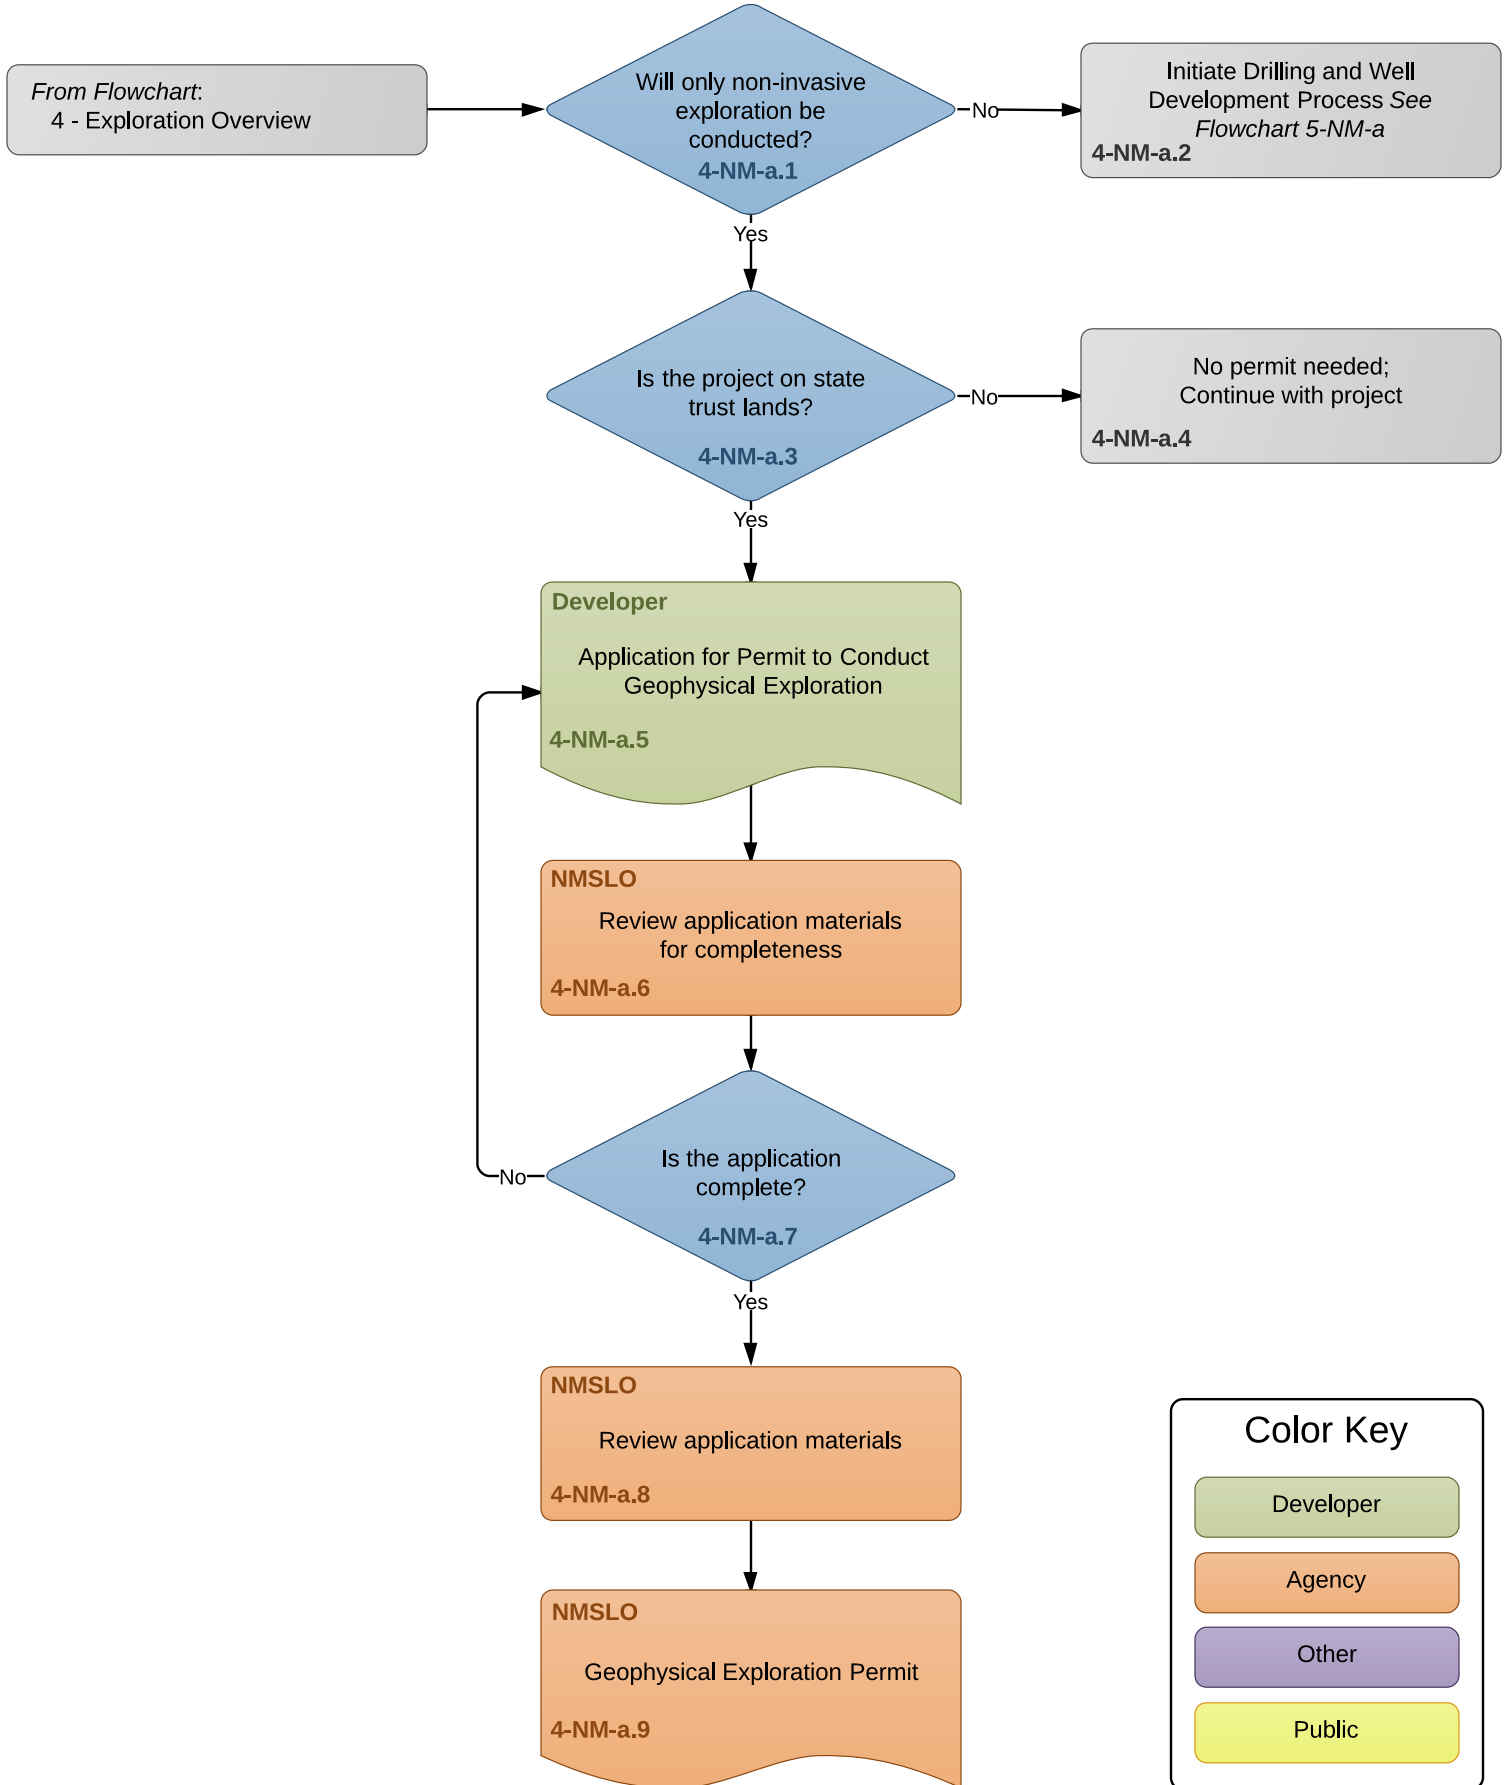 From Flowchart:
4 - Exploration Overview
Will only non-invasive
exploration be
conducted?
4-NM-a.1
No
Initiate Drilling and Well
Development Process See
Flowchart 5-NM-a
4-NM-a.2
Yes
Is the project on state
trust lands?
4-NM-a.3
No
No permit needed;
Continue with project
4-NM-a.4
Yes
Developer
Application for Permit to Conduct
Geophysical Exploration
4-NM-a.5
NMSLO
Review application materials
for completeness
4-NM-a.6
Is the application
complete?
4-NM-a.7
No
Yes
NMSLO
Review application materials
4-NM-a.8
NMSLO
Geophysical Exploration Permit
4-NM-a.9
Color Key
Developer
Agency
Other
Public